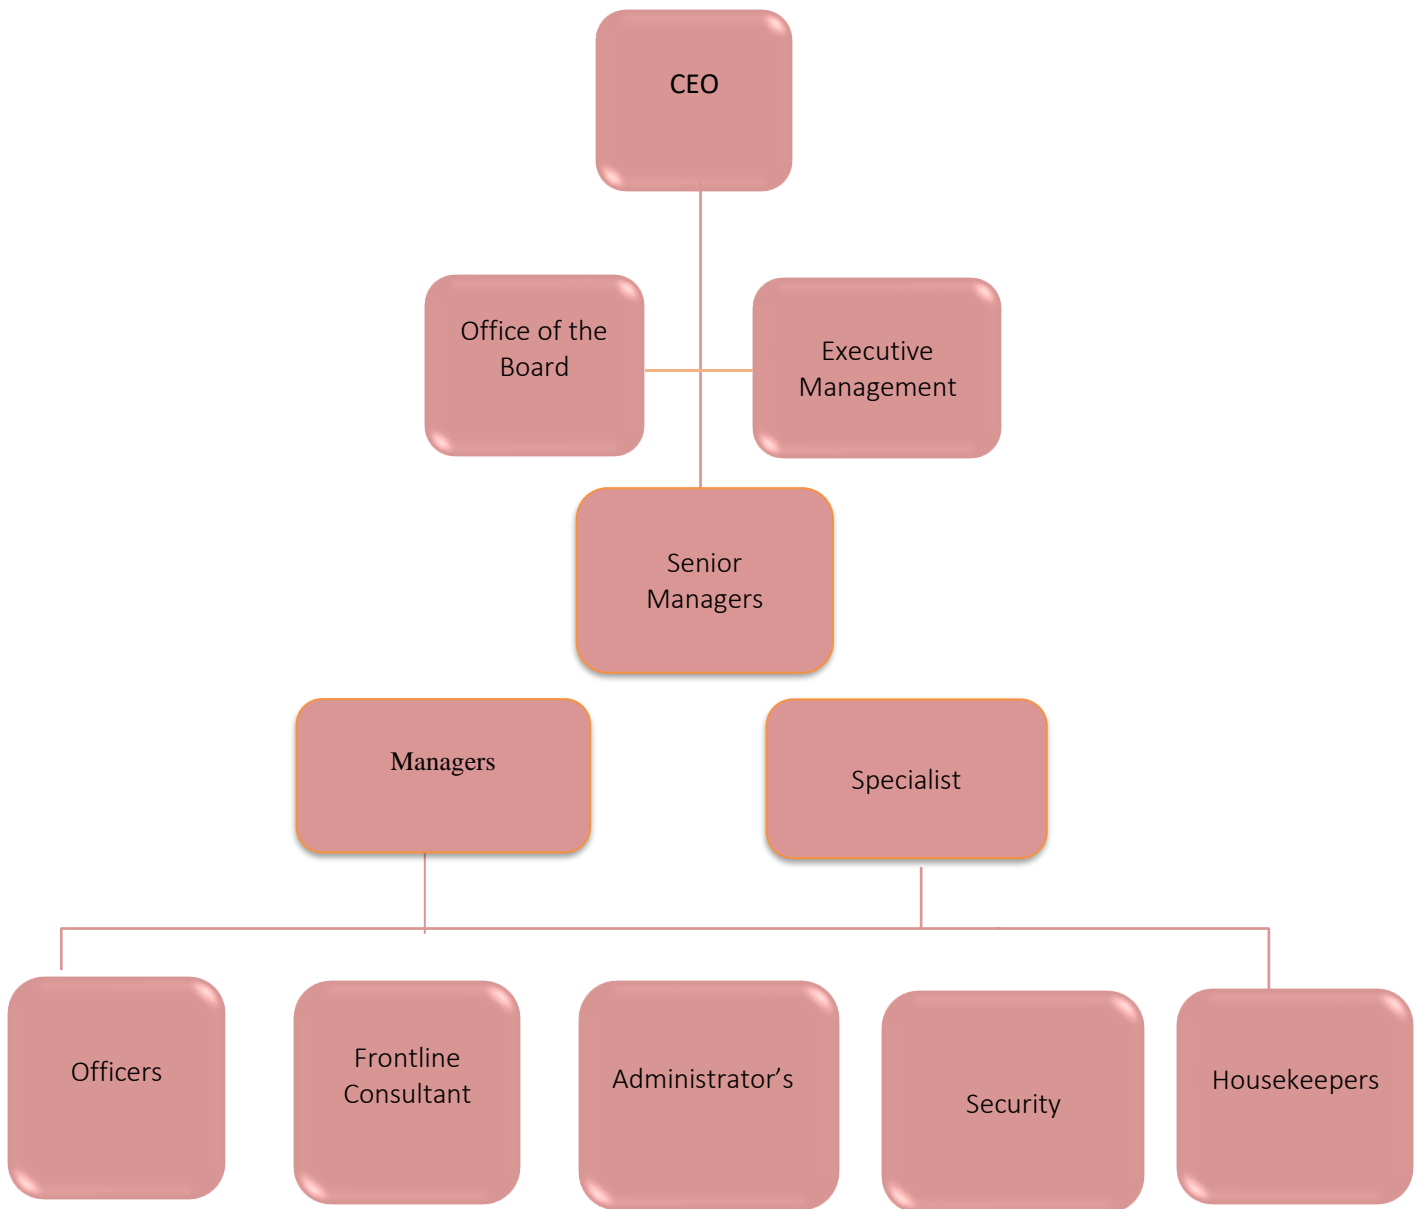 CEO
Office of the
Board
Executive
Management
Senior
Managers
Managers
Specialist
Officers
Frontline
Consultant
Administrator’s
Security
Housekeepers